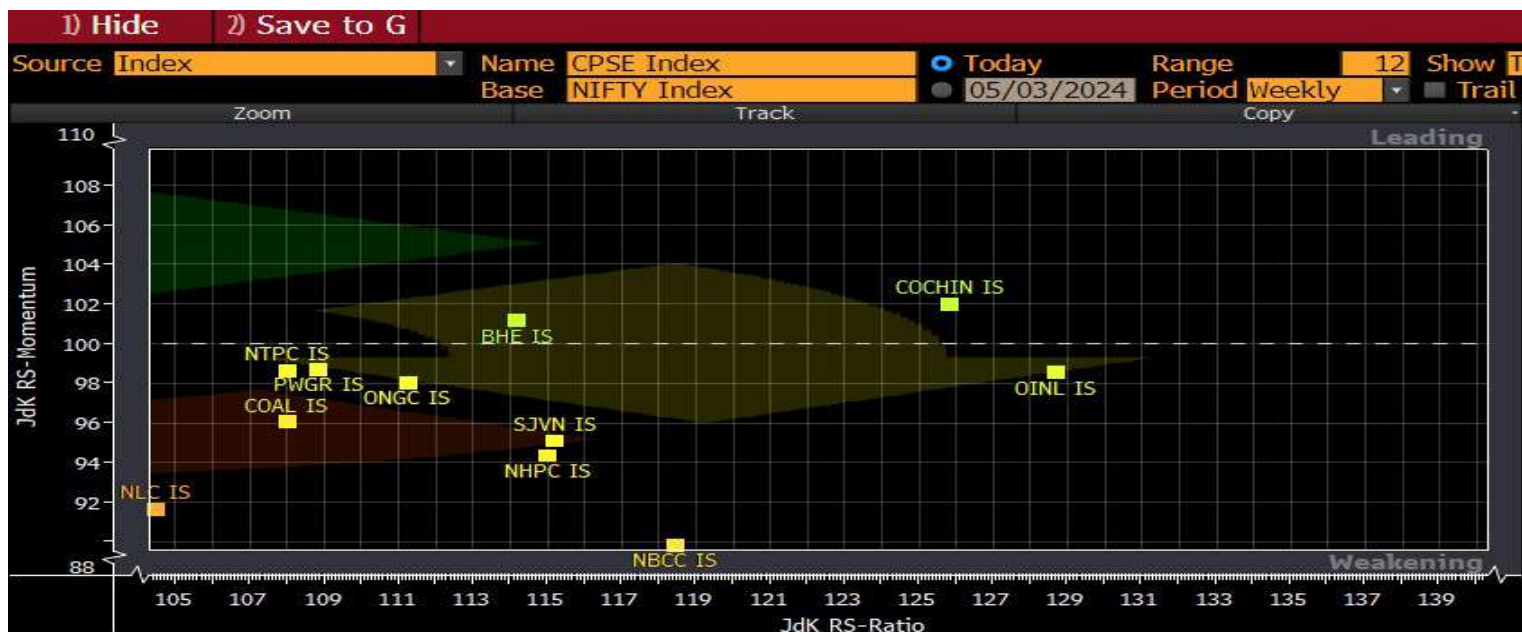 1) Hide 2) Save to G
Source Index Name CPSE Index Today Range 12 Show T
Base NIFTY Index 05/03/2024 Period Weekly Trail
Zoom Track Copy
110
Leading
108
106
104
102
100
98
96
94
92
88
JdK RS-Momentum
COCHIN IS
BHE IS
NTPC IS
PWGR IS
ONGC IS
OINL IS
COAL IS
SJVN IS
NHPC IS
NLC IS
NBCC IS
Weakening
105 107 109 111 113 115 117 119 121 123 125 127 129 131 133 135 137 139
JdK RS-Ratio